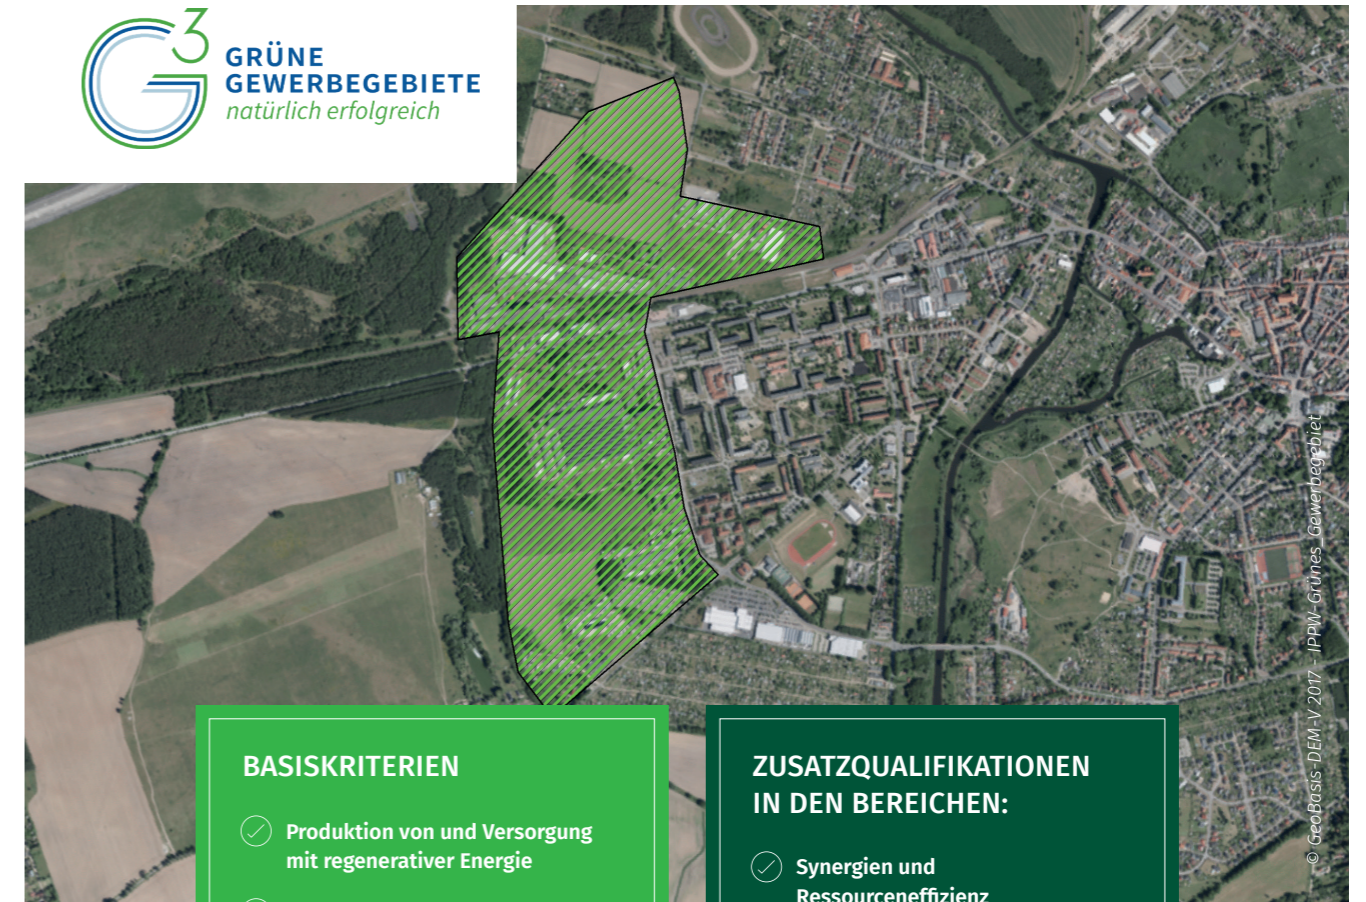 G3
GRÜNE
GEWERBEGEBIETE
natürlich erfolgreich
© GeoBasis-DEM-V 2017 - IPPW-Grünes_Gewerbegebiet
BASISKRITERIEN
Produktion von und Versorgung
mit regenerativer Energie
ZUSATZQUALIFIKATIONEN
IN DEN BEREICHEN:
Synergien und
Ressourceneffizienz